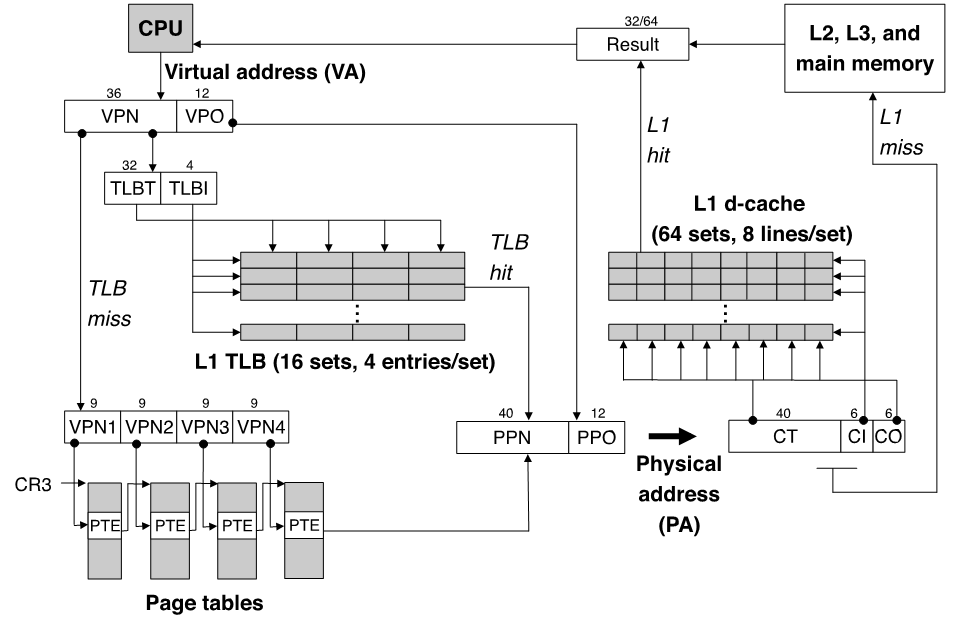 CPU
32/64
Result
L2, L3, and
main memory
Virtual address (VA)
36
12
VPN
VPO
L1
hit
L1
miss
32
4
TLBT
TLBI
L1 d-cache
(64 sets, 8 lines/set)
TLB
hit
TLB
miss
...
...
L1 TLB (16 sets, 4 entries/set)
9
9
9
9
VPN1
VPN2
VPN3
VPN4
40
12
PPN
PPO
40
6
6
CT
CI
CO
Physical
address
(PA)
CR3
PTE
PTE
PTE
PTE
Page tables